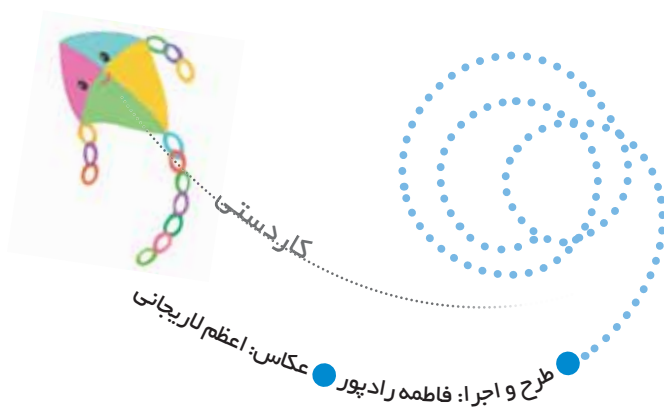 کاردستی
طرح و اجرا: فاطمه رادپور
عکاس: اعظم لاریجانی